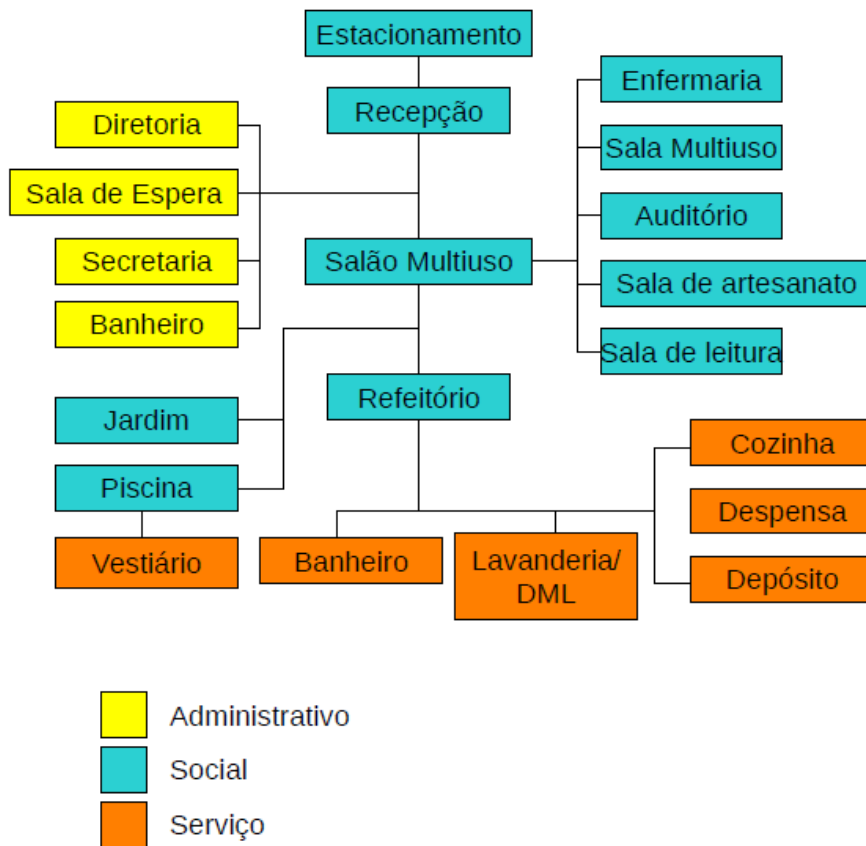 Estacionamento
Recepção
Diretoria
Sala de Espera
Secretaria
Banheiro
Salão Multiuso
Enfermaria
Sala Multiuso
Auditório
Sala de artesanato
Sala de leitura
Jardim
Piscina
Vestiário
Refeitório
Banheiro
Lavanderia/
DML
Cozinha
Despensa
Depósito
Administrativo
Social
Serviço